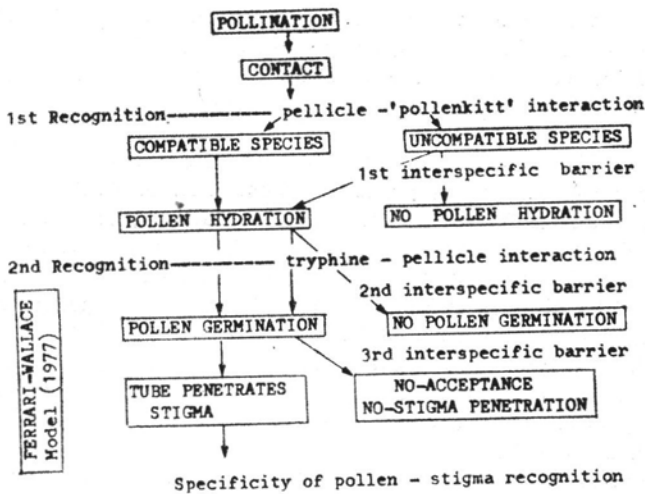 POLLINATION
CONTACT
1st Recognition---------- pellicle -'pollenkitt' interaction
COMPATIBLE SPECIES
UNCOMPATIBLE SPECIES
1st interspecific barrier
POLLEN HYDRATION
NO POLLEN HYDRATION
2nd Recognition---------- tryphine - pellicle interaction
2nd interspecific barrier
POLLEN GERMINATION
NO POLLEN GERMINATION
3rd interspecific barrier
TUBE PENETRATES
STIGMA
NO-ACCEPTANCE
NO-STIGMA PENETRATION
FERRARI-WALLACE
Model (1977)
Specificity of pollen - stigma recognition